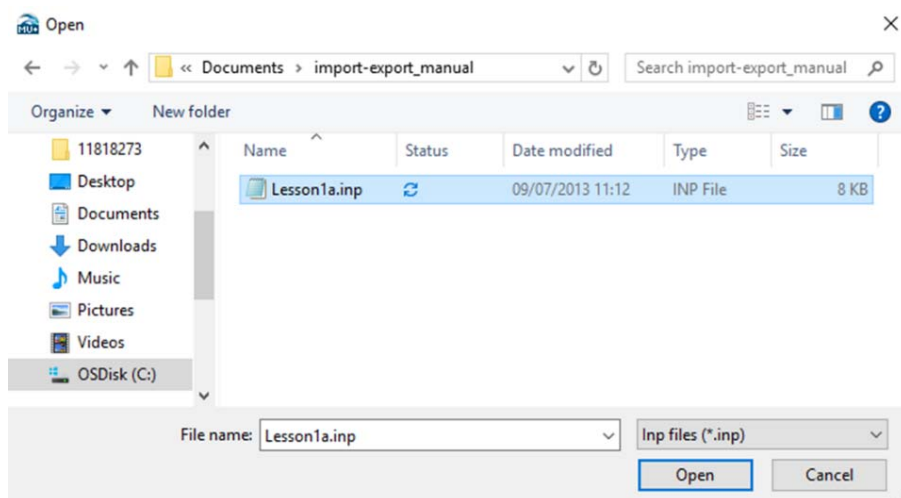 MU+ Open
« Documents › import-export_manual Search import-export_manual
Organize New folder ?
Name Status Date modified Type Size
11818273
Lesson1a.inp 09/07/2013 11:12 INP File 8 KB
Desktop
Documents
Downloads
Music
Pictures
Videos
OSDisk (C:)
File name: Lesson1a.inp Inp files (*.inp)
Open Cancel